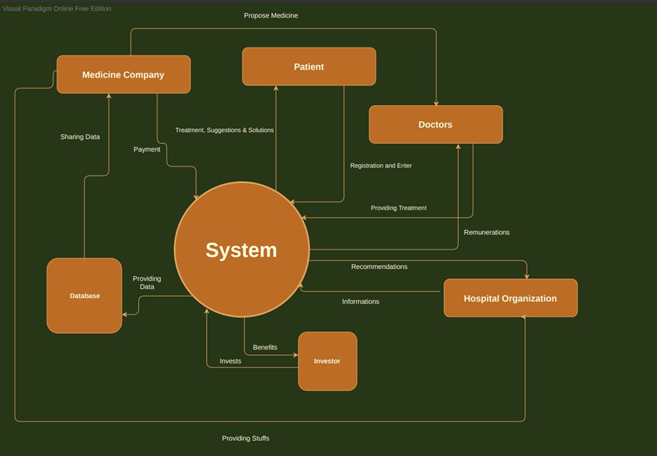 Visual Paradigm Online Free Edition
Propose Medicine
Patient
Medicine Company
Doctors
Treatment, Suggestions & Solutions
Sharing Data
Payment
Registration and Enter
Providing Treatment
Remunerations
System
Recommendations
Providing
Data
Database
Informations
Hospital Organization
Benefits
Invests
Investor
Providing Stuffs